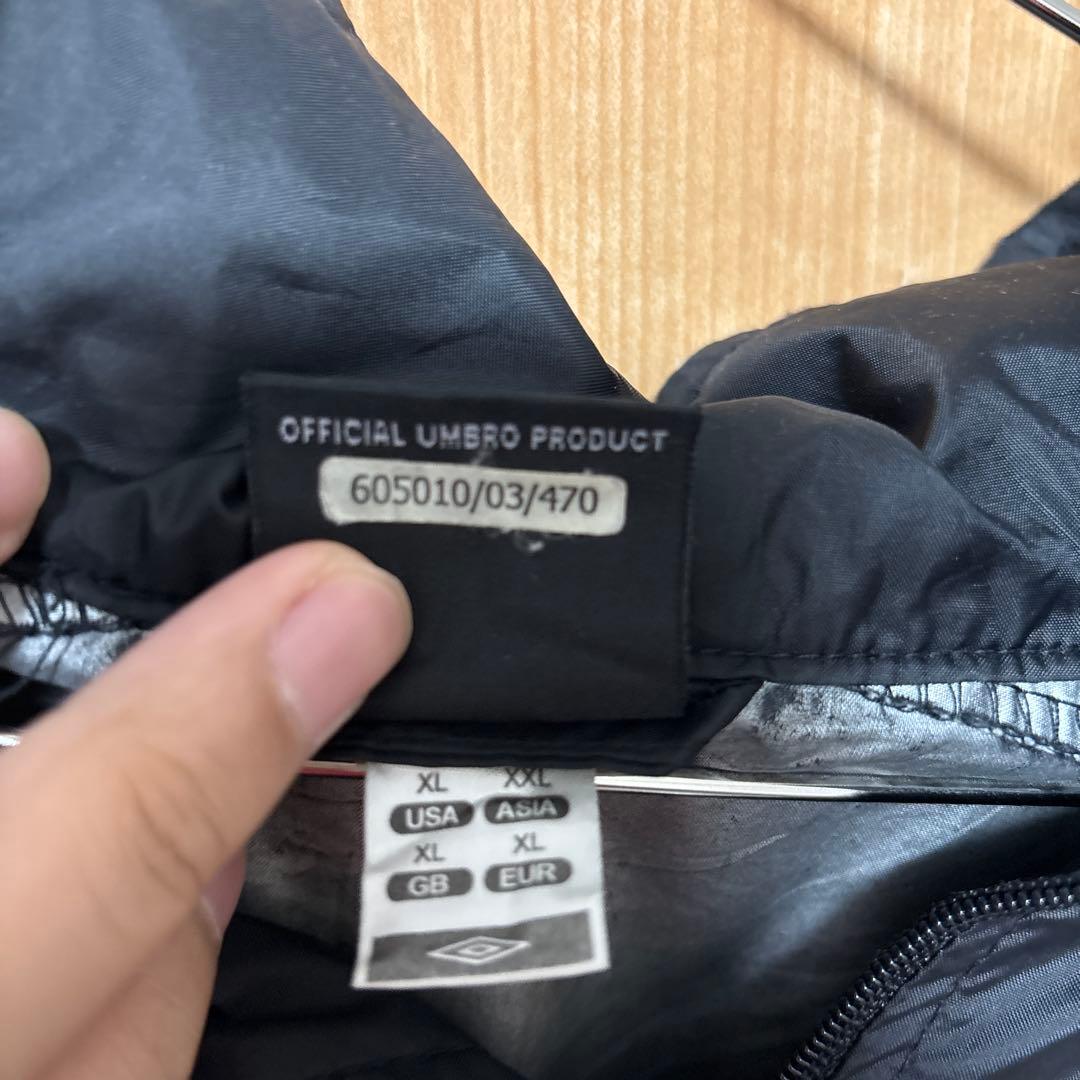 OFFICIAL UMBRO PRODUCT
605010/03/470
XL XXL
USA ASIA
XL XL
GB EUR